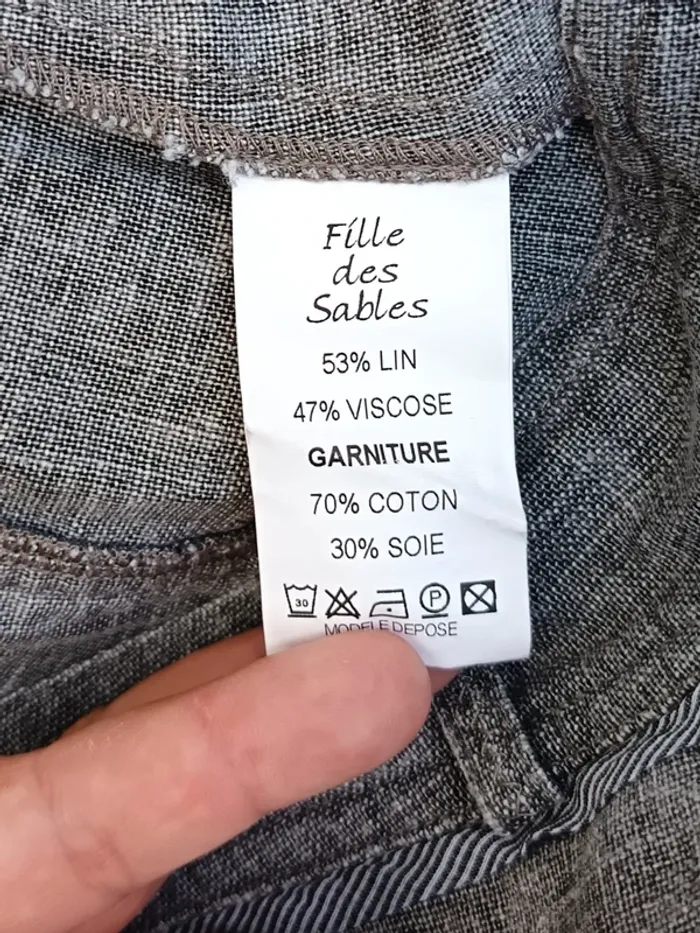 Fille
des
Sables
53% LIN
47% VISCOSE
GARNITURE
70% COTON
30% SOIE
30 P
MODELE DEPOSE